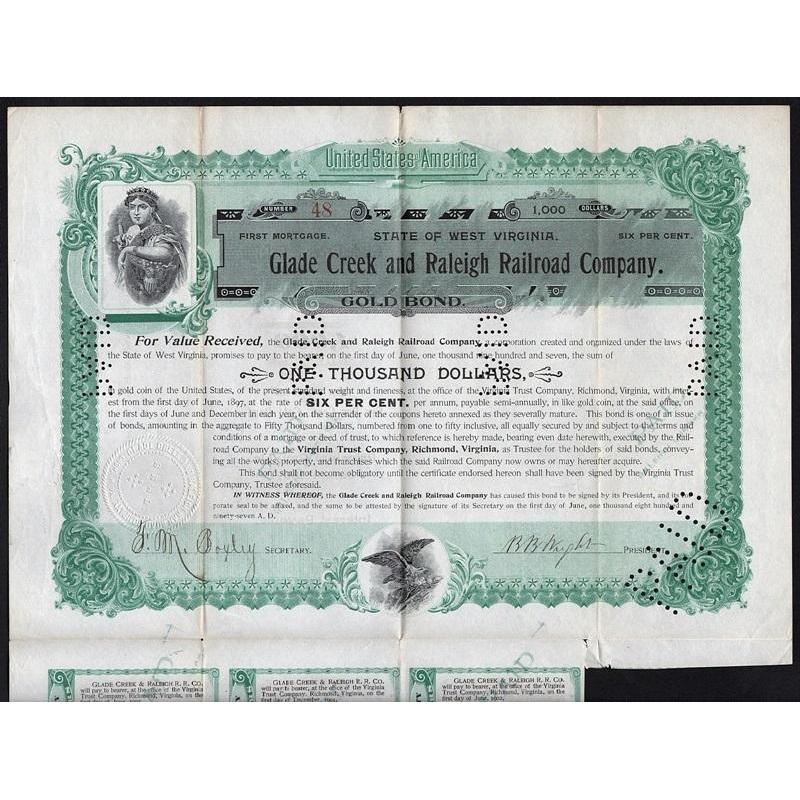 United States of America
NUMBER 48 1,000 DOLLARS
FIRST MORTGAGE. STATE OF WEST VIRGINIA. SIX PER CENT.
Glade Creek and Raleigh Railroad Company.
GOLD BOND.
For Value Received, the Glade Creek and Raleigh Railroad Company, a corporation created and organized under the laws of
the State of West Virginia, promises to pay to the bearer on the first day of June, one thousand nine hundred and seven, the sum of
ONE THOUSAND DOLLARS,
in gold coin of the United States, of the present standard weight and fineness, at the office of the Virginia Trust Company, Richmond, Virginia, with inter-
est from the first day of June, 1897, at the rate of SIX PER CENT. per annum, payable semi-annually, in like gold coin, at the said office, on
the first days of June and December in each year, on the surrender of the coupons hereto annexed as they severally mature. This bond is one of an issue
of bonds, amounting in the aggregate to Fifty Thousand Dollars, numbered from one to fifty inclusive, all equally secured by and subject to the terms and
conditions of a mortgage or deed of trust, to which reference is hereby made, bearing even date herewith, executed by the Rail-
road Company to the Virginia Trust Company, Richmond, Virginia, as Trustee for the holders of said bonds, convey-
ing all the works, property, and franchises which the said Railroad Company now owns or may hereafter acquire.
This bond shall not become obligatory until the certificate endorsed hereon shall have been signed by the Virginia Trust
Company, Trustee aforesaid.
IN WITNESS WHEREOF, the Glade Creek and Raleigh Railroad Company has caused this bond to be signed by its President, and its cor-
porate seal to be affixed, and the same to be attested by the signature of its Secretary on the first day of June, one thousand eight hundred and
ninety-seven A. D.
SECRETARY. PRESIDENT.
GLADE CREEK & RALEIGH R. R. CO.
will pay to bearer, at the office of the Virginia
Trust Company, Richmond, Virginia, on the
GLADE CREEK & RALEIGH R. R. CO.
will pay to bearer, at the office of the Virginia
Trust Company, Richmond, Virginia, on the
first day of December,
GLADE CREEK & RALEIGH R. R. CO.
will pay to bearer, at the office of the Virginia
Trust Company, Richmond, Virginia, on the
first day of June,